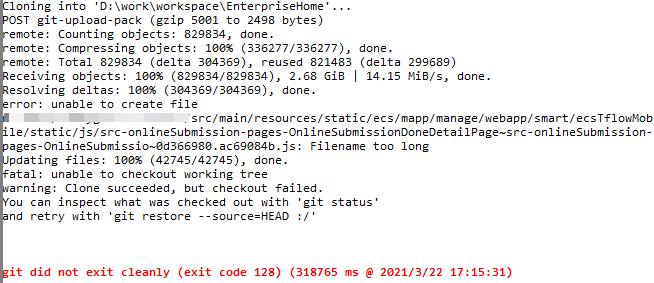 Cloning into 'D:\work\workspace\EnterpriseHome'...
POST git-upload-pack (gzip 5001 to 2498 bytes)
remote: Counting objects: 829834, done.
remote: Compressing objects: 100% (336277/336277), done.
remote: Total 829834 (delta 304369), reused 821483 (delta 299689)
Receiving objects: 100% (829834/829834), 2.68 GiB | 14.15 MiB/s, done.
Resolving deltas: 100% (304369/304369), done.
error: unable to create file
/src/main/resources/static/ecs/mapp/manage/webapp/smart/ecsTflowMob
ile/static/js/src-onlineSubmission-pages-OnlineSubmissionDoneDetailPage~src-onlineSubmission-
pages-OnlineSubmissio~0d366980.ac69084b.js: Filename too long
Updating files: 100% (42745/42745), done.
fatal: unable to checkout working tree
warning: Clone succeeded, but checkout failed.
You can inspect what was checked out with 'git status'
and retry with 'git restore --source=HEAD :/'
git did not exit cleanly (exit code 128) (318765 ms @ 2021/3/22 17:15:31)